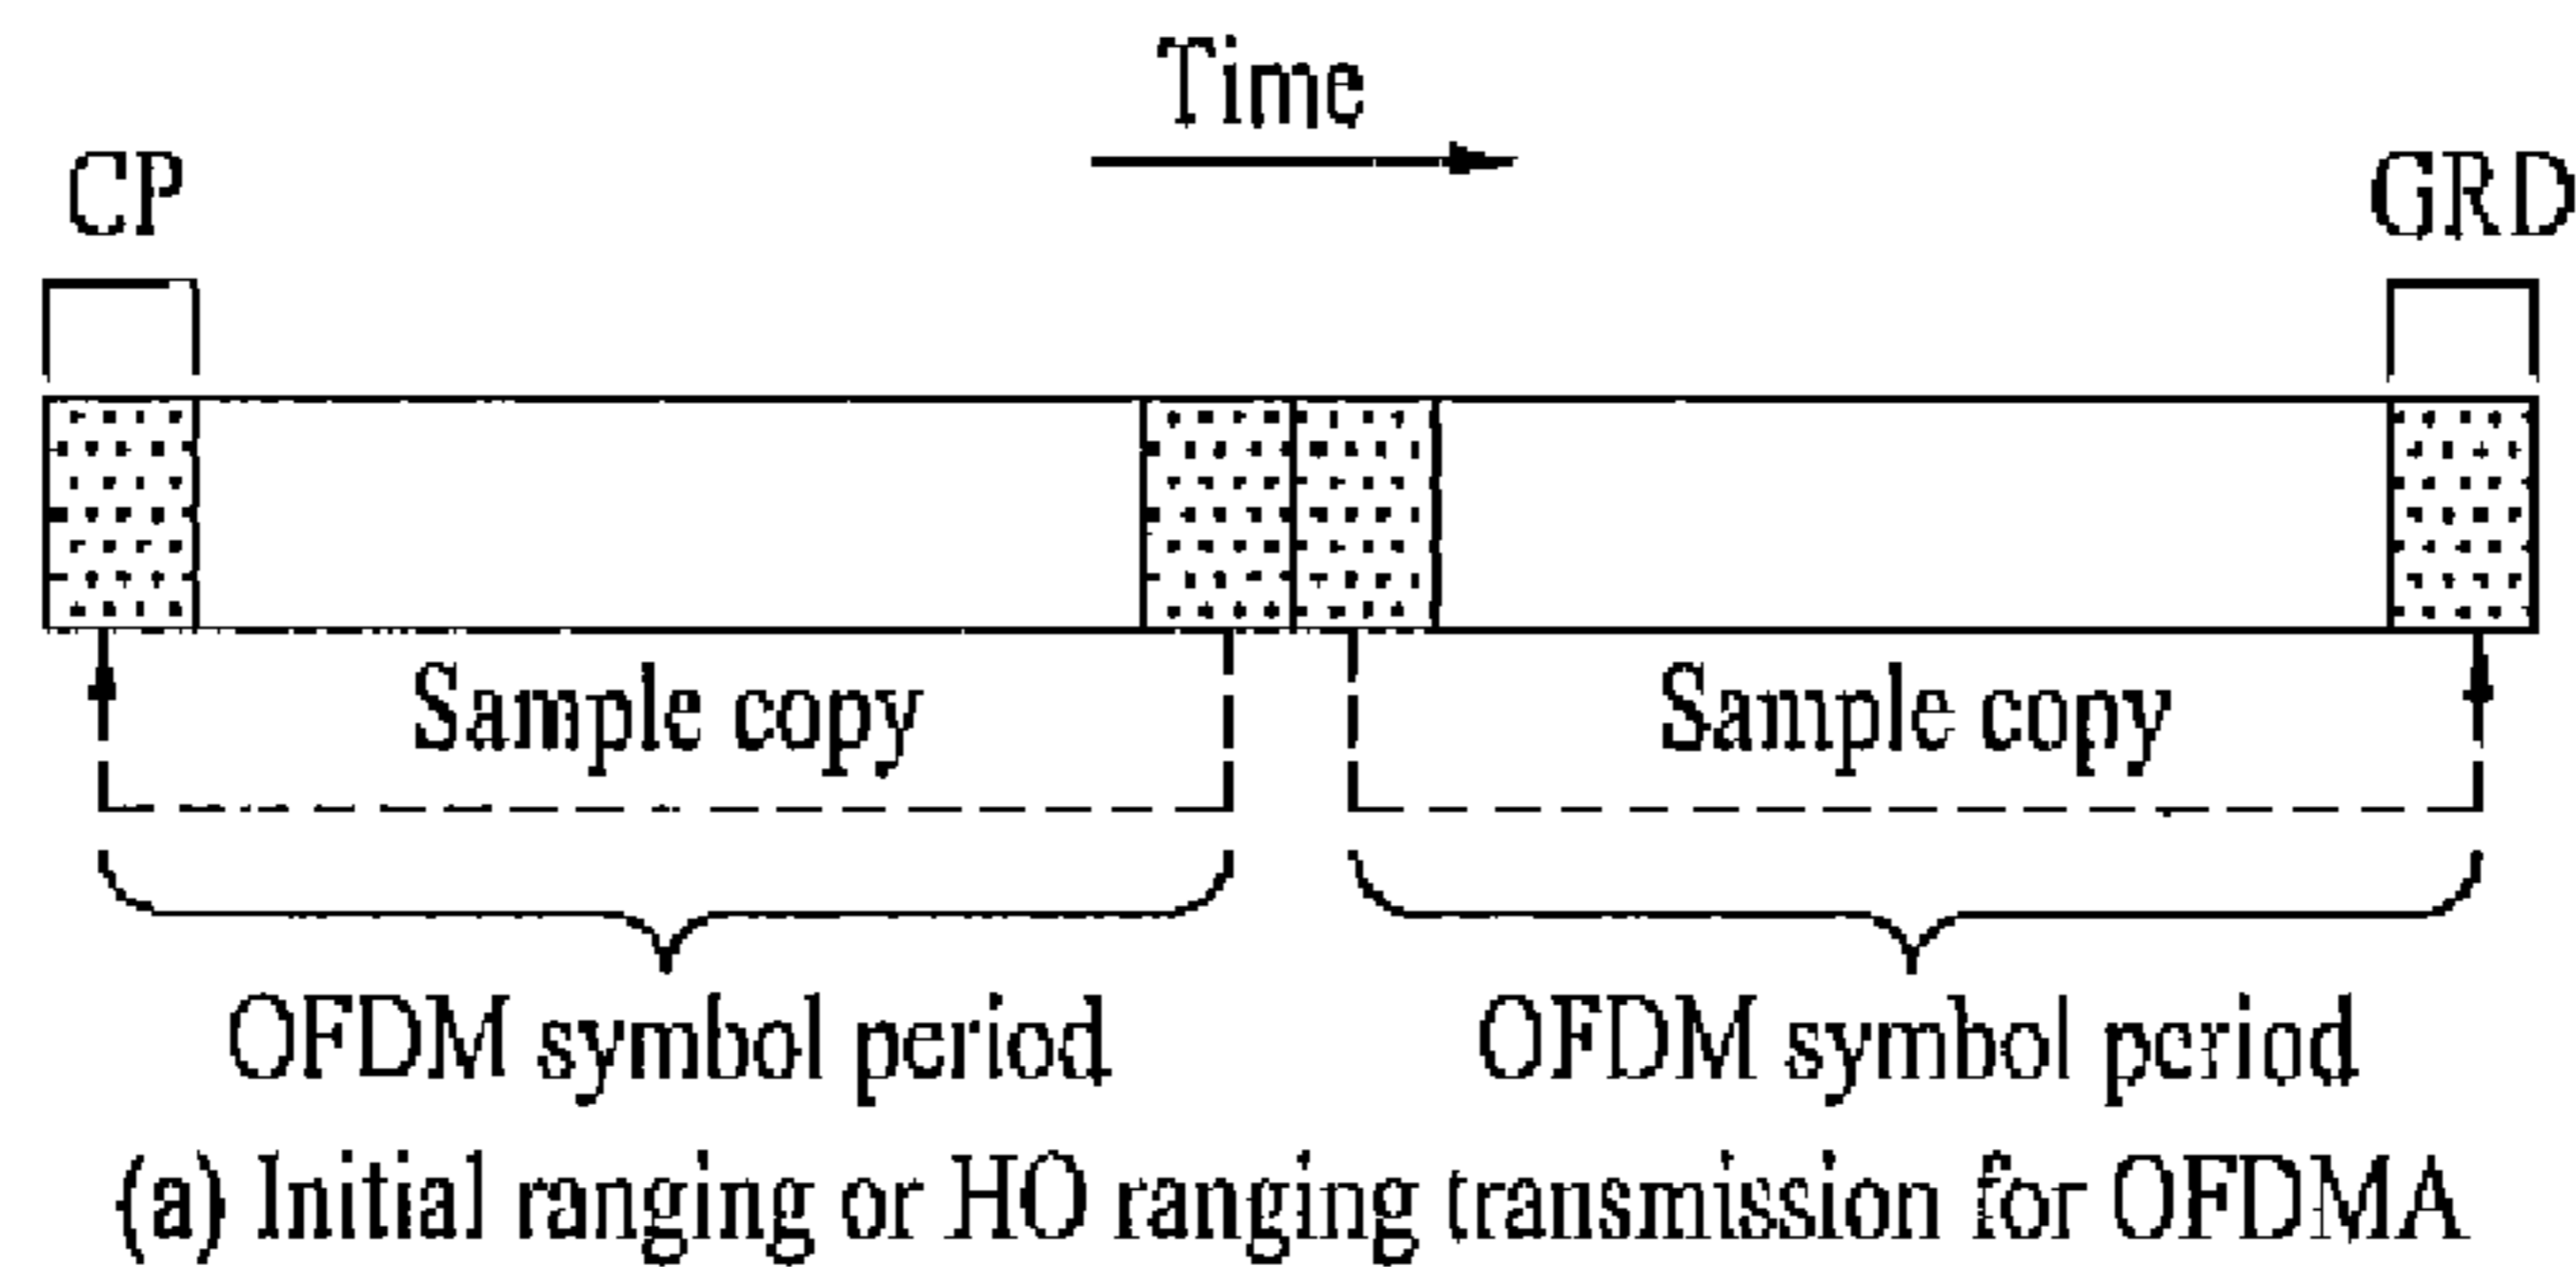 Time
CP
GRD
Sample copy
Sample copy
OFDM symbol period
OFDM symbol period
(a) Initial ranging or HO ranging transmission for OFDMA